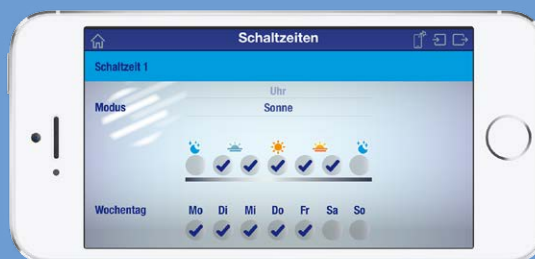 Schaltzeiten
Schaltzeit 1
Uhr
Modus
Sonne
Wochentag Mo Di Mi Do Fr Sa So